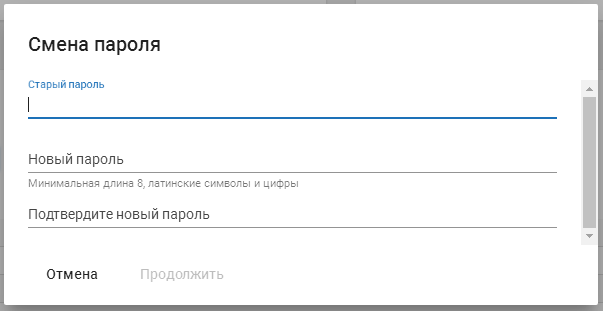 Смена пароля
Старый пароль
Новый пароль
Минимальная длина 8, латинские символы и цифры
Подтвердите новый пароль
Отмена Продолжить